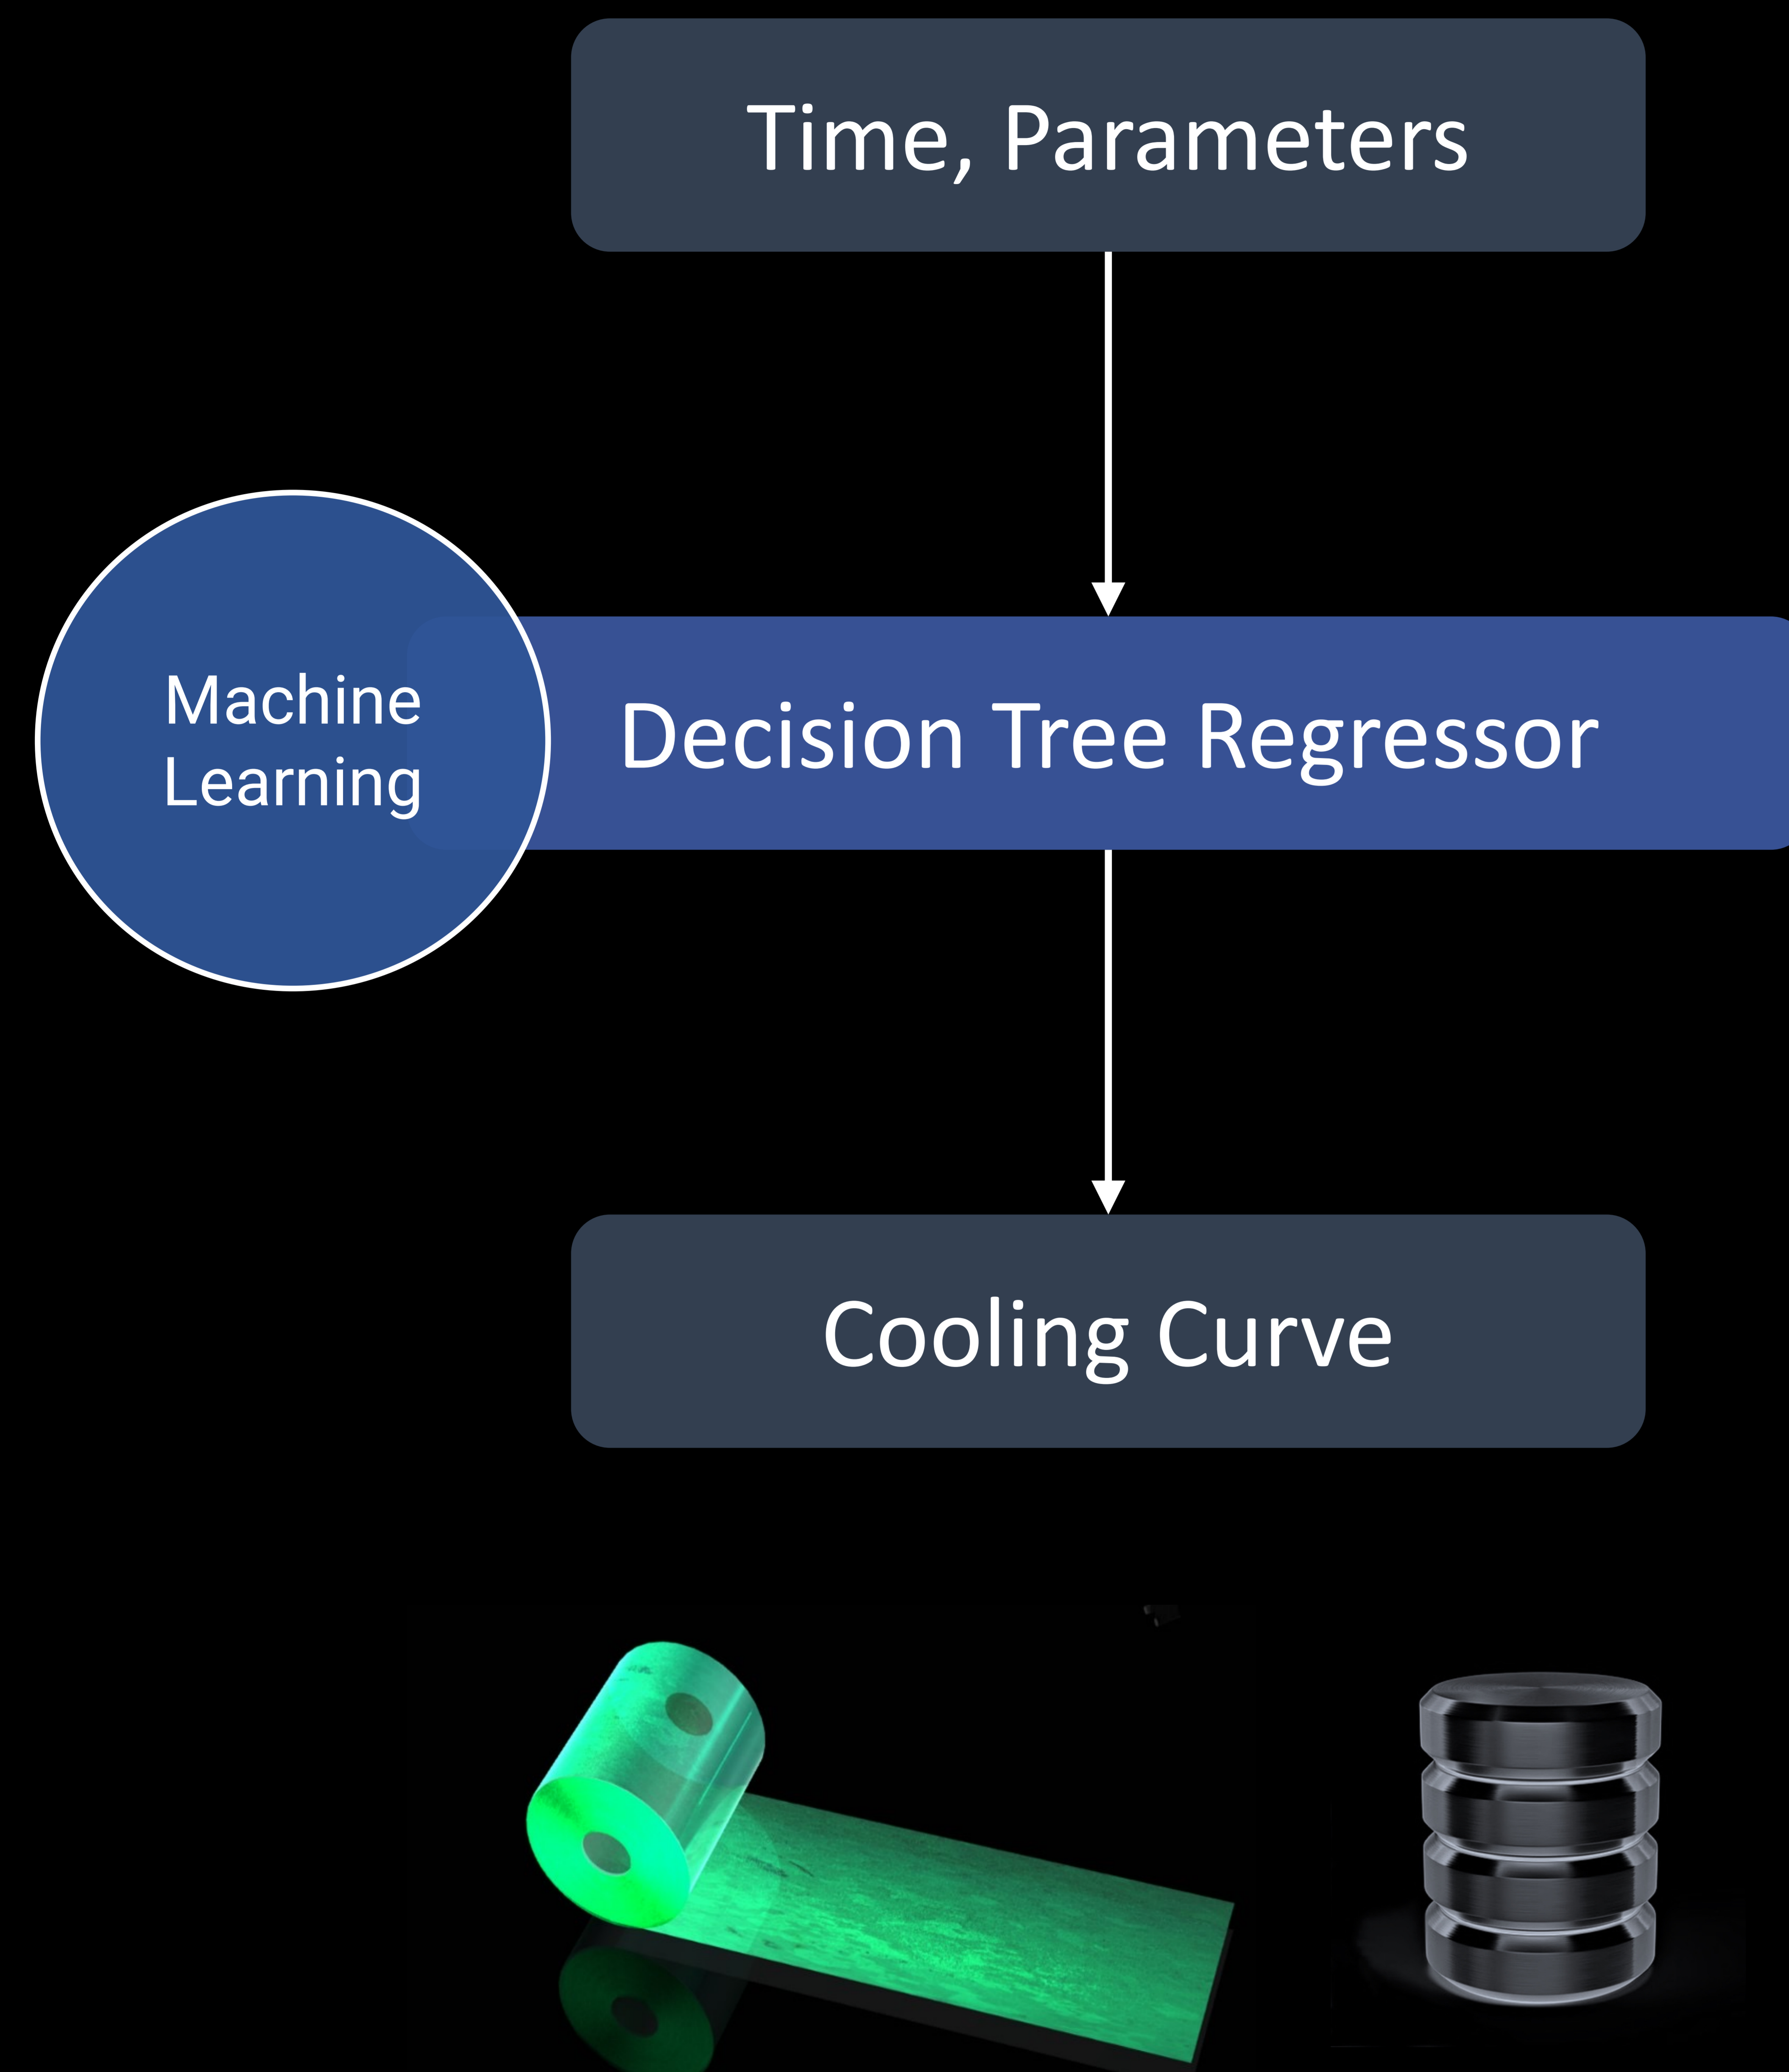 Time, Parameters
Machine
Learning
Decision Tree Regressor
Cooling Curve